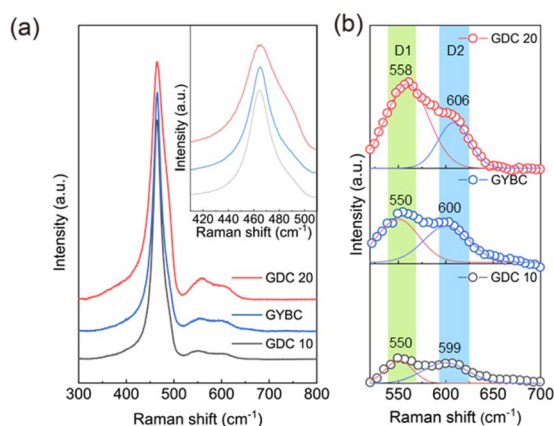 (a)
Intensity (a.u.)
Intensity (a.u.)
420 440 460 480 500
Raman shift (cm-1)
GDC 20
GYBC
GDC 10
300 400 500 600 700 800
Raman shift (cm-1)
(b)
Intensity (a.u.)
D1 D2
GDC 20
558
606
GYBC
550 600
GDC 10
550 599
550 600 650 700
Raman shift (cm-1)